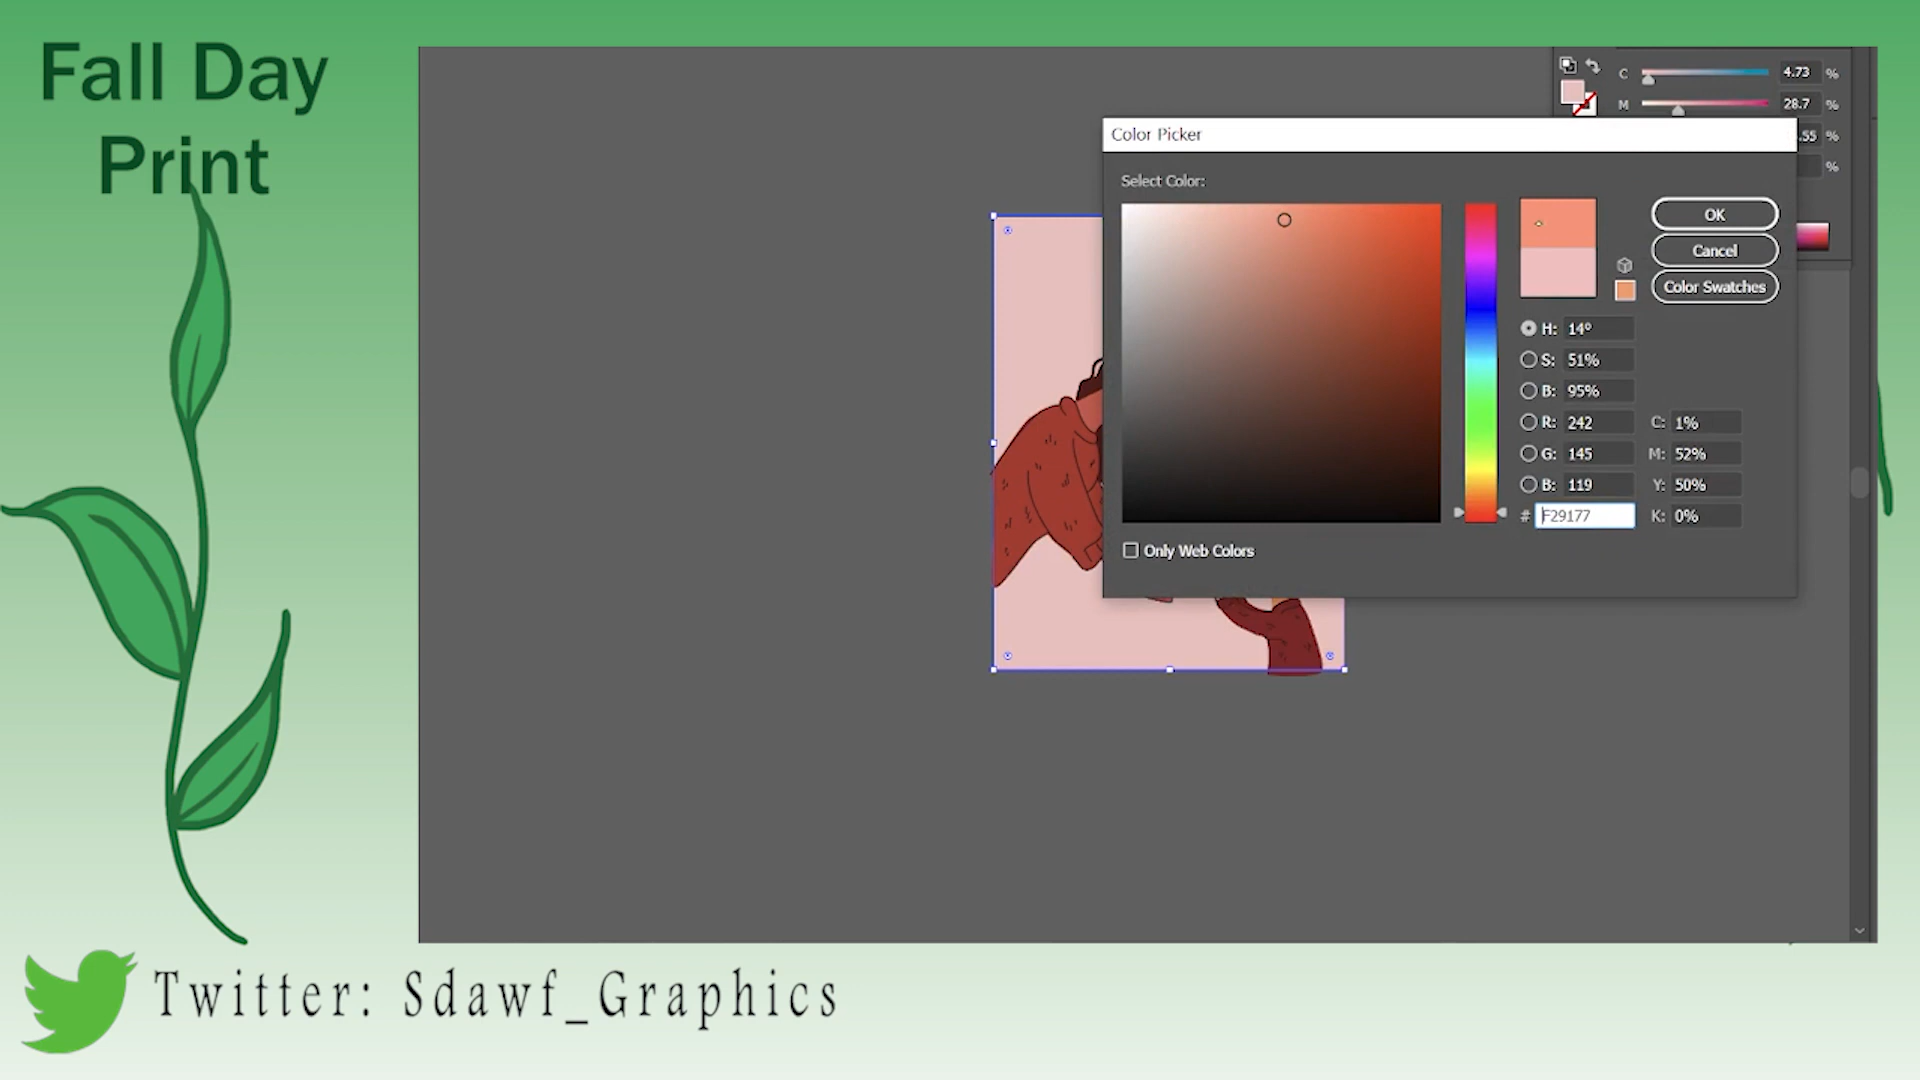 Fall Day
Print
C 4.73 %
M 28.7 %
.55 %
%
Color Picker
Select Color:
OK
Cancel
Color Swatches
H: 14°
S: 51%
B: 95%
R: 242 C: 1%
G: 145 M: 52%
B: 119 Y: 50%
# F29177 K: 0%
Only Web Colors
Twitter: Sdawf_Graphics